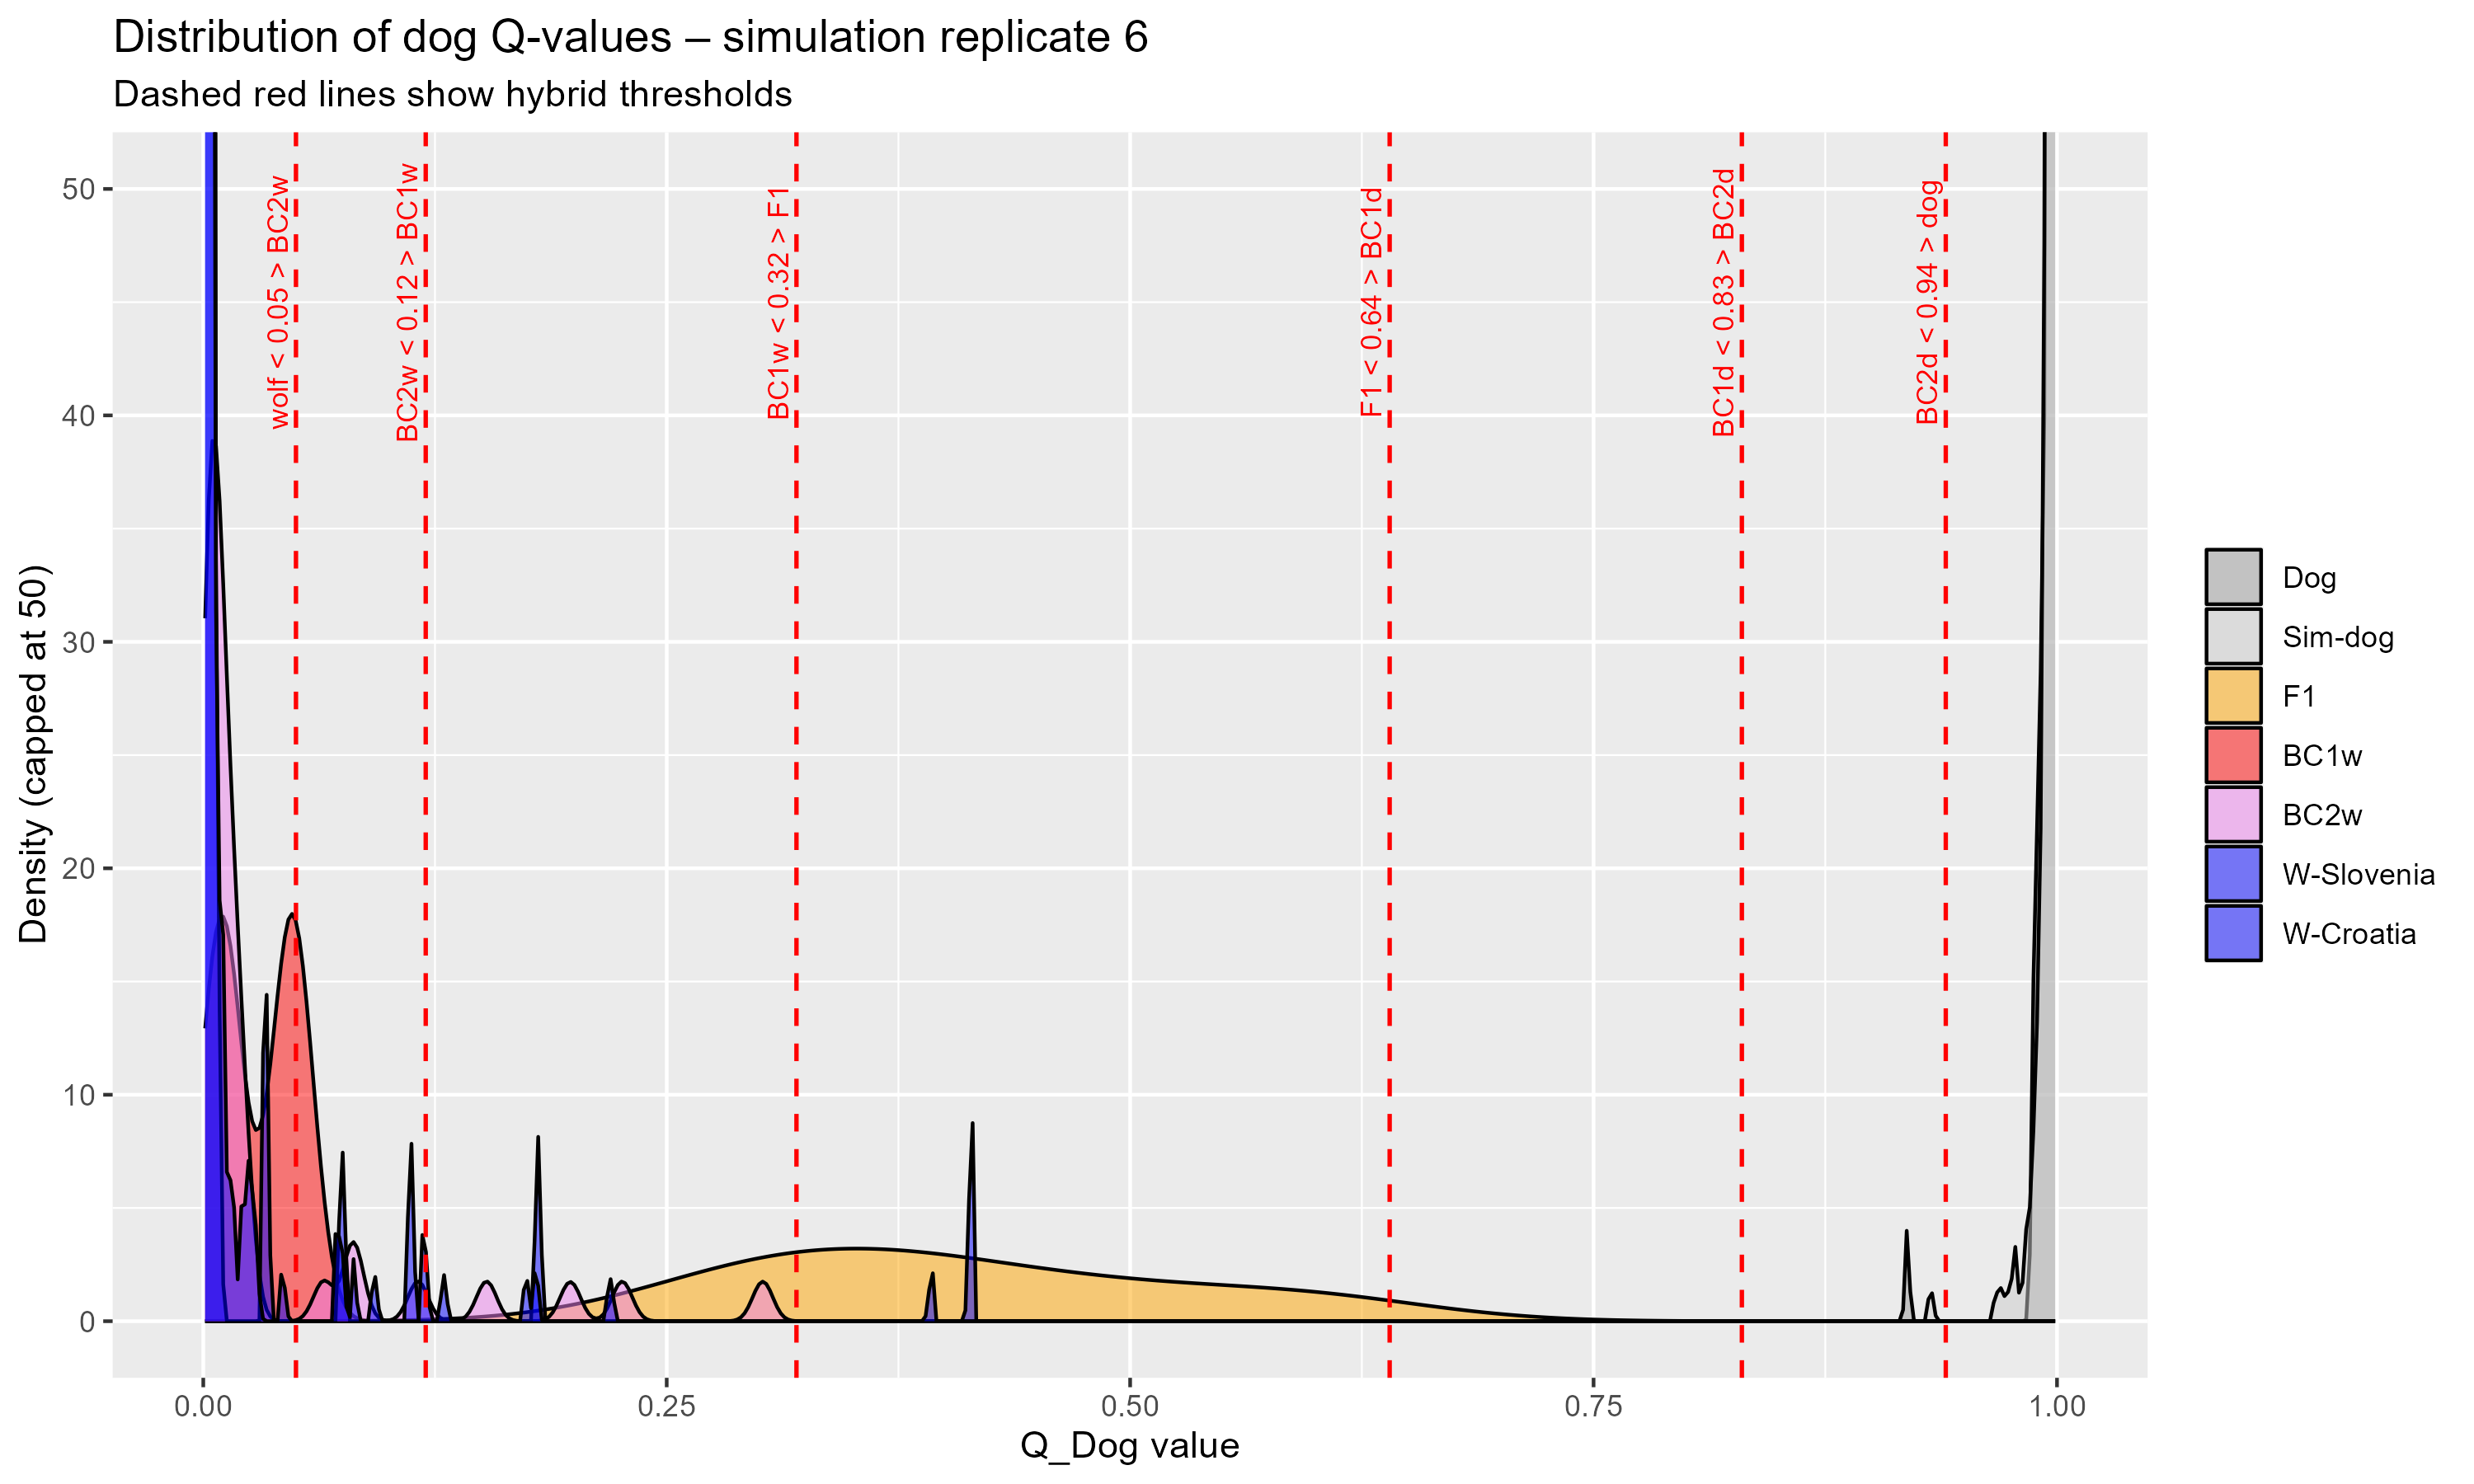 Distribution of dog Q-values – simulation replicate 6
Dashed red lines show hybrid thresholds
Density (capped at 50)
50
40
30
20
10
0
wolf < 0.05 > BC2w
BC2w < 0.12 > BC1w
BC1w < 0.32 > F1
F1 < 0.64 > BC1d
BC1d < 0.83 > BC2d
BC2d < 0.94 > dog
0.00
0.25
0.50
0.75
1.00
Q_Dog value
Dog
Sim-dog
F1
BC1w
BC2w
W-Slovenia
W-Croatia